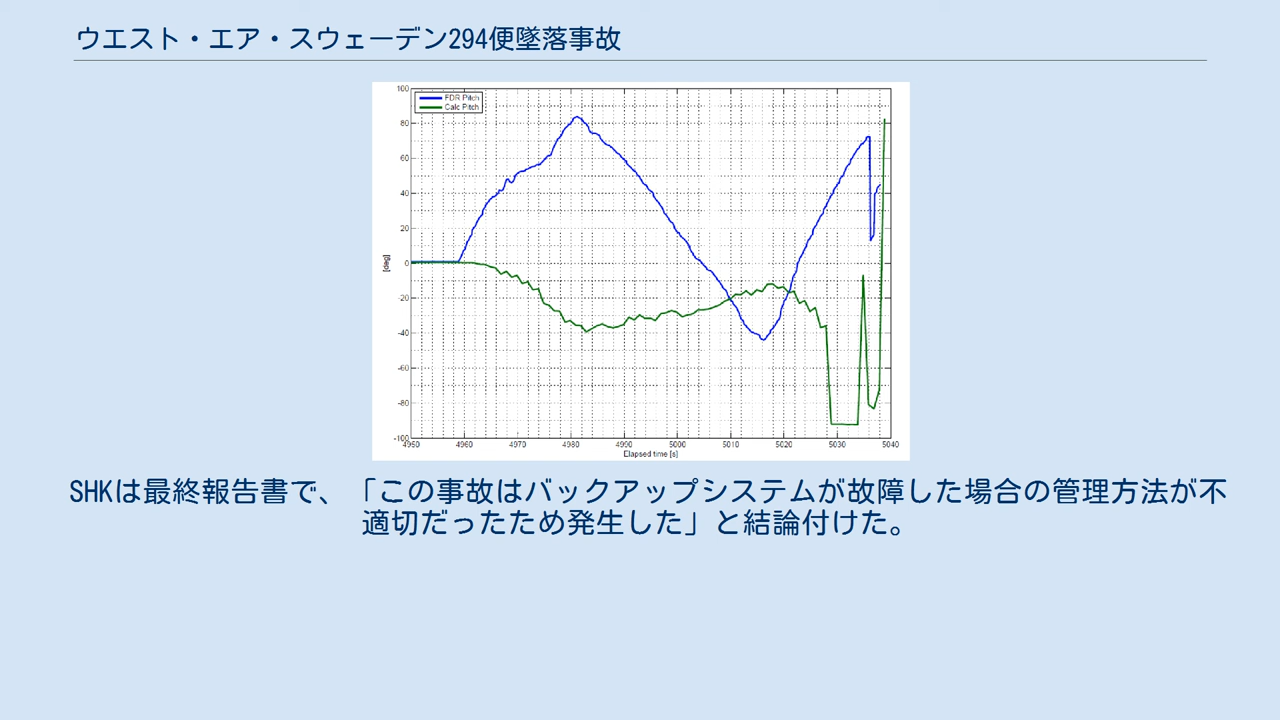 ウエスト・エア・スウェーデン294便墜落事故
FDR Pitch
Calc Pitch
100
80
60
40
20
0
-20
-40
-60
-80
-100
[deg]
4950 4960 4970 4980 4990 5000 5010 5020 5030 5040
Elapsed time [s]
SHKは最終報告書で、「この事故はバックアップシステムが故障した場合の管理方法が不
適切だったため発生した」と結論付けた。